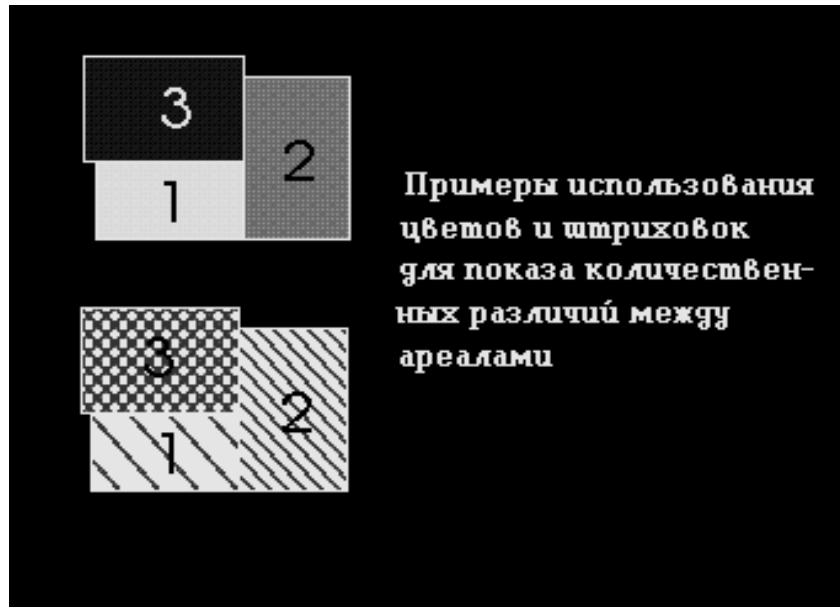 3
2
1
Примеры использования
цветов и штриховок
для показа количествен-
ных различий между
ареалами
3
2
1